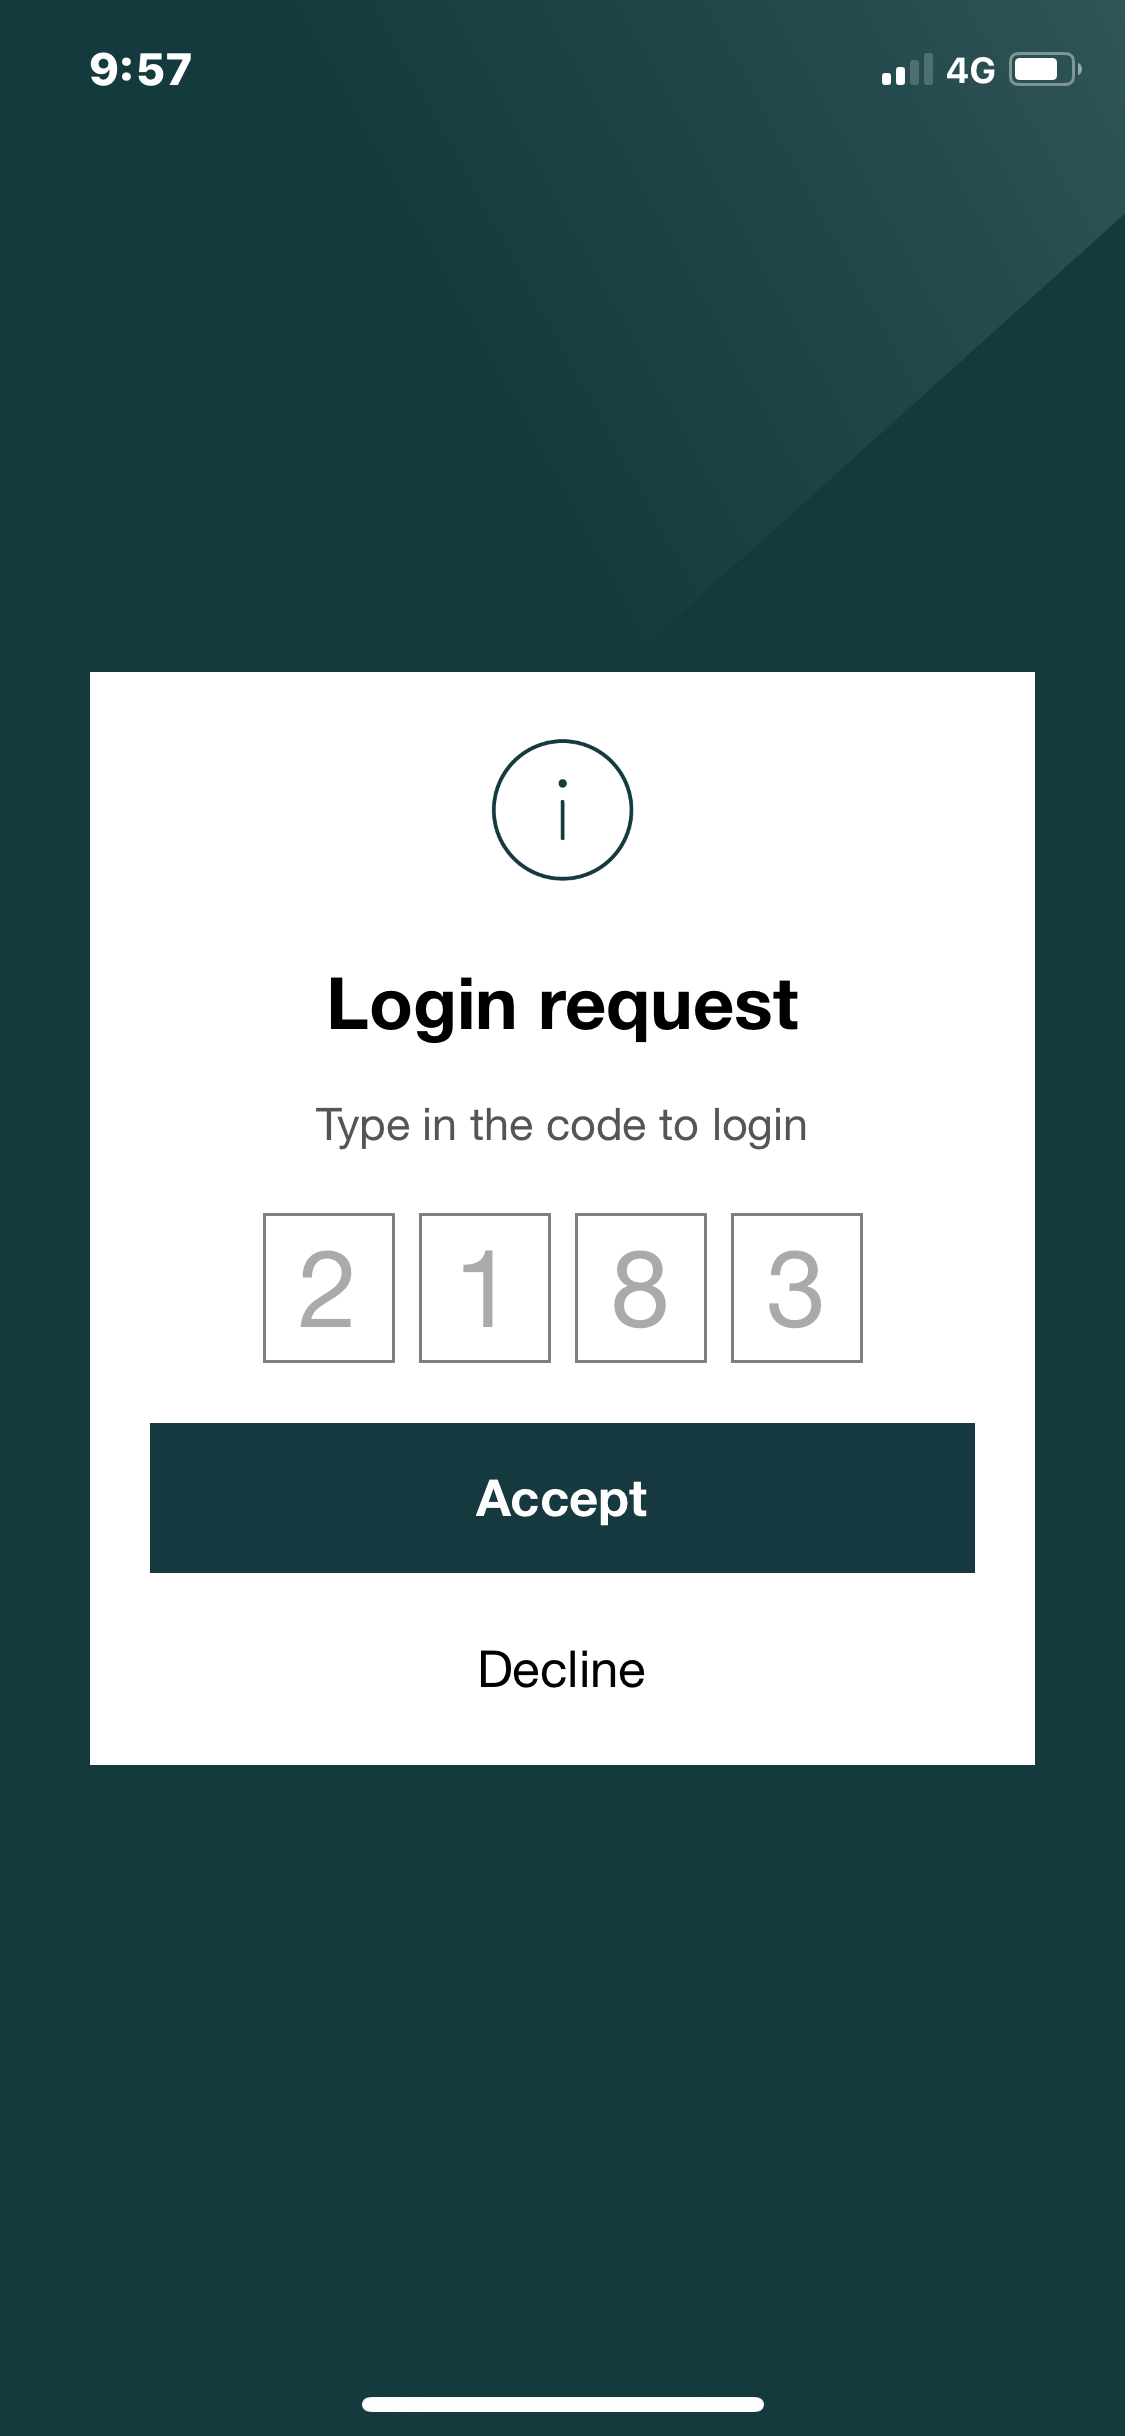 9:57 4G
Login request
Type in the code to login
2 1 8 3
Accept
Decline